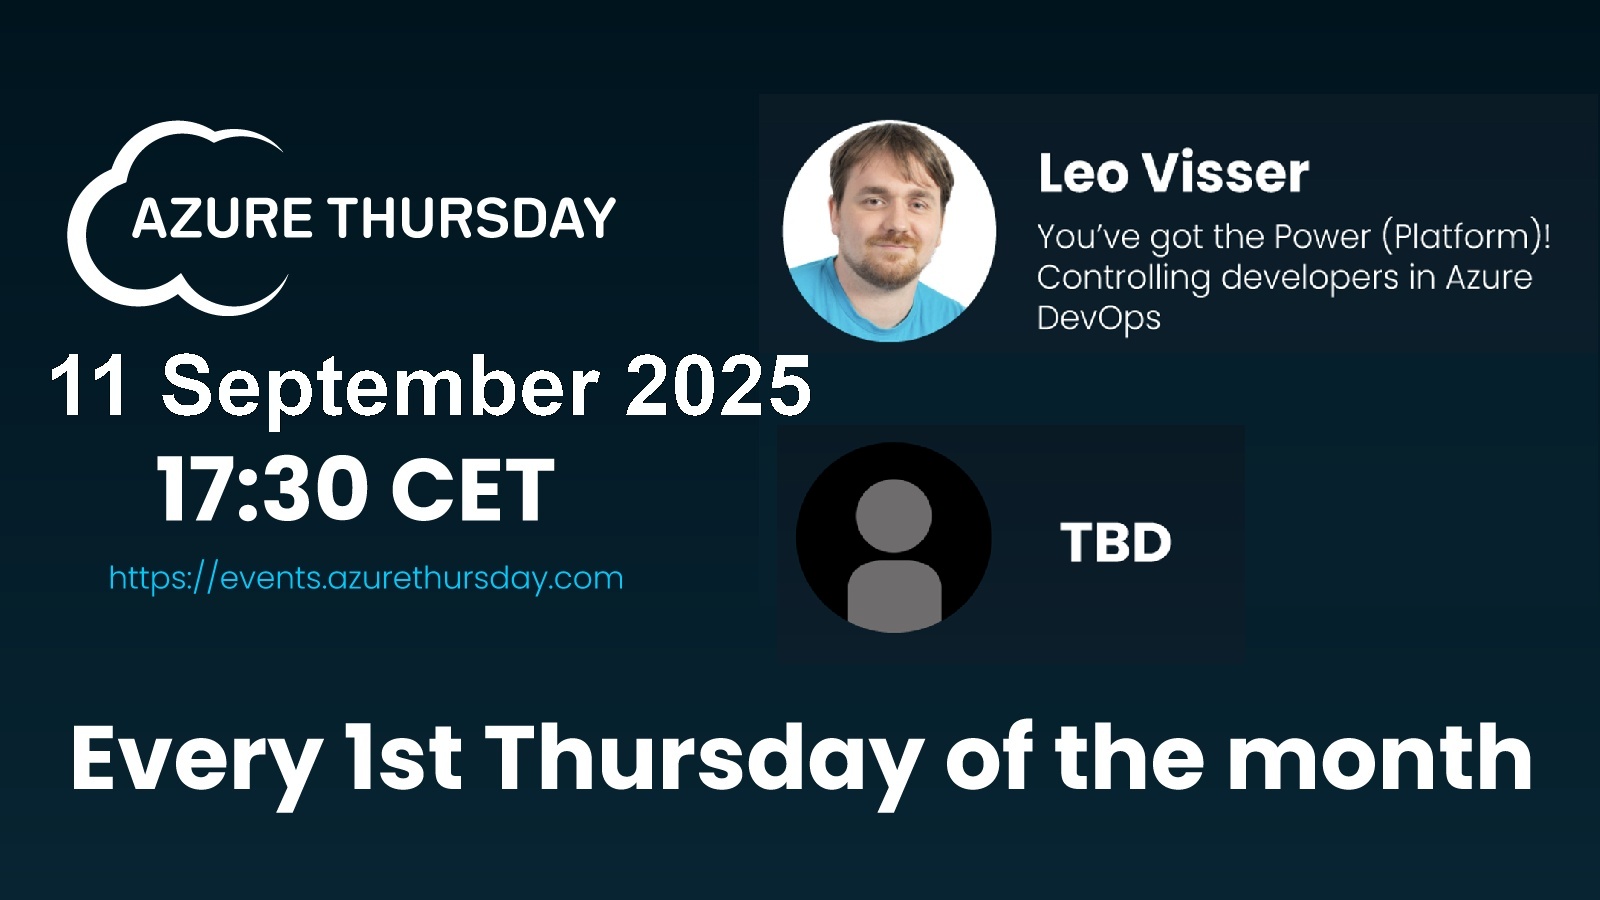 AZURE THURSDAY
11 September 2025
17:30 CET
https://events.azurethursday.com
Leo Visser
You’ve got the Power (Platform)!
Controlling developers in Azure
DevOps
TBD
Every 1st Thursday of the month